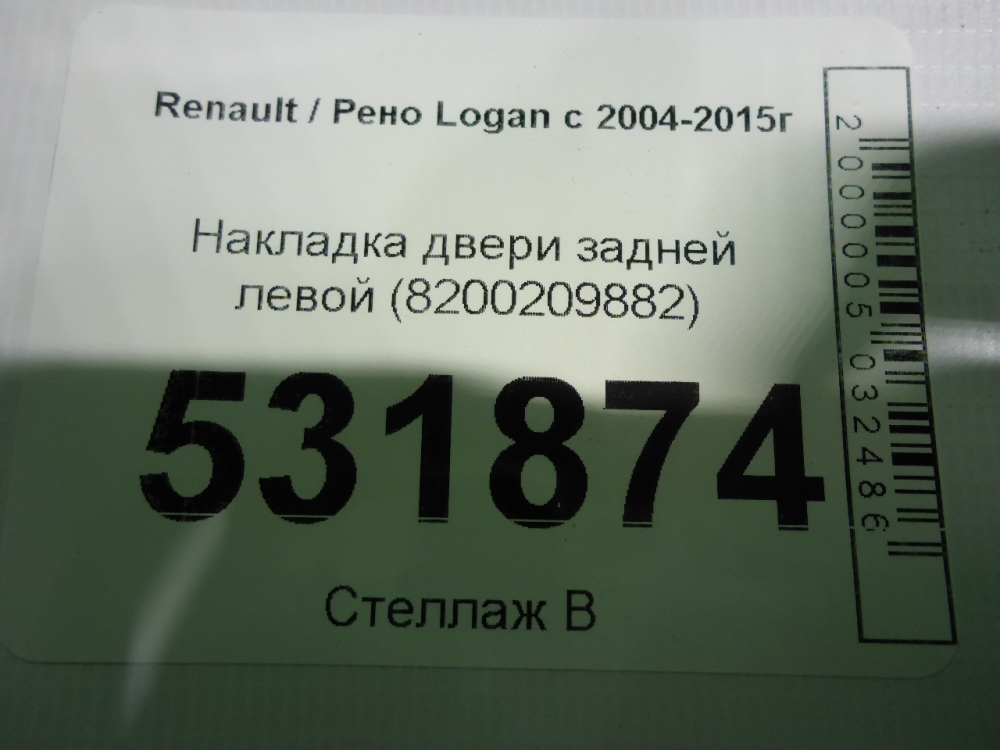 Renault / Рено Logan с 2004-2015г
Накладка двери задней
левой (8200209882)
531874
Стеллаж В
2000005032486